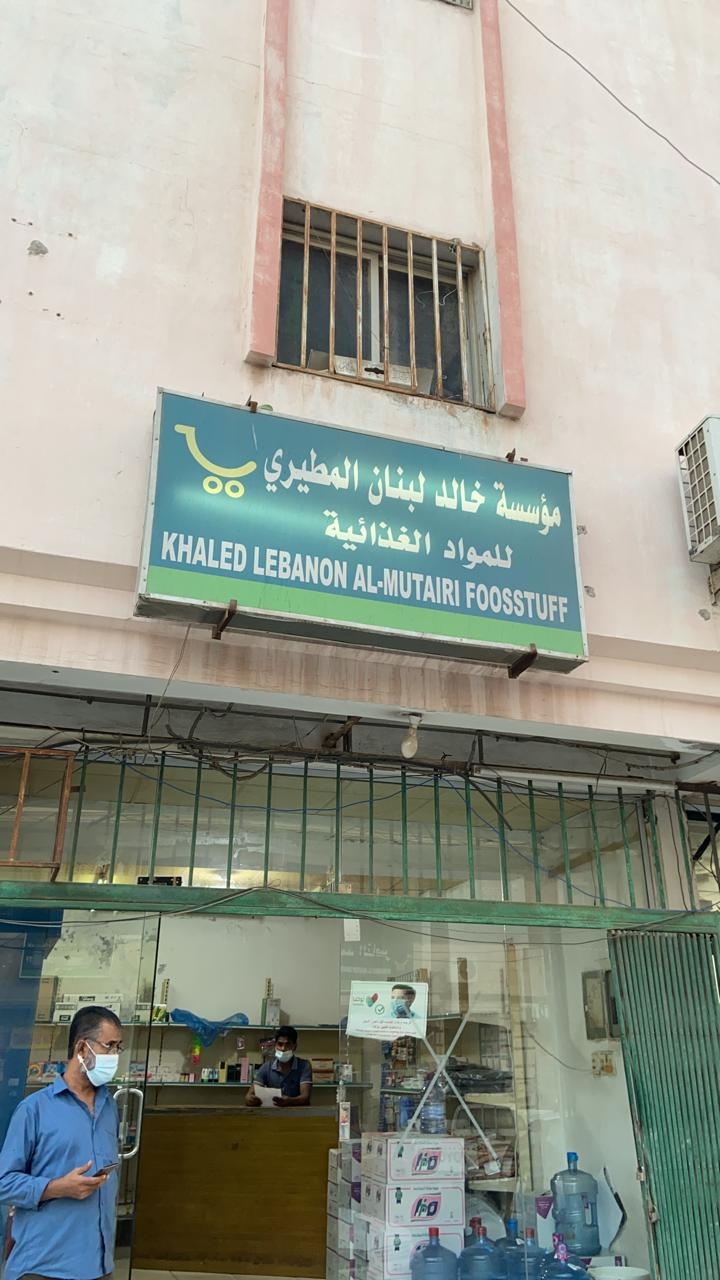 مؤسسة خالد لبنان المطيري
للمواد الغذائية
KHALED LEBANON AL-MUTAIRI FOOSSTUFF